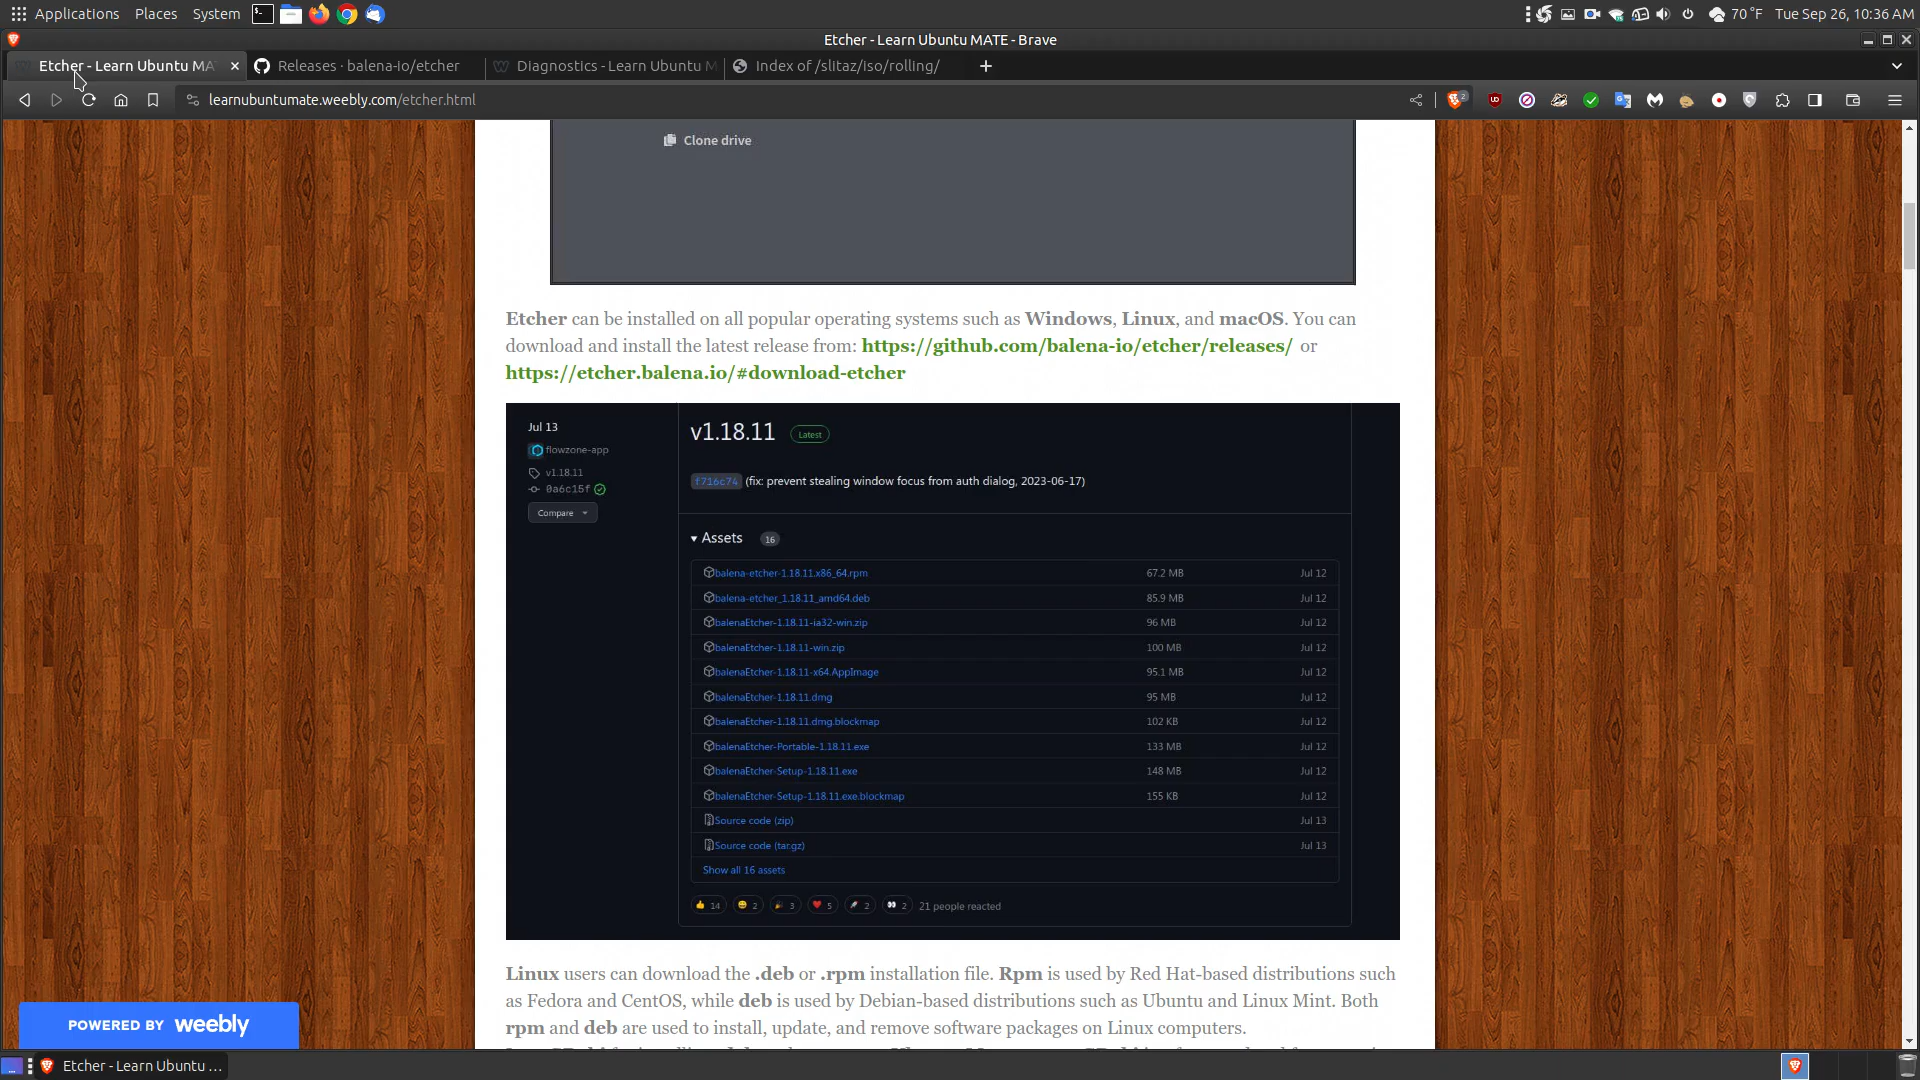 Applications Places System 70 °F Tue Sep 26, 10:36 AM
Etcher - Learn Ubuntu MATE - Brave
Etcher - Learn Ubuntu MA Releases · balena-io/etcher Diagnostics - Learn Ubuntu M Index of /slitaz/iso/rolling/
learnubuntumate.weebly.com/etcher.html 2
Clone drive
Etcher can be installed on all popular operating systems such as Windows, Linux, and macOS. You can
download and install the latest release from: https://github.com/balena-io/etcher/releases/ or
https://etcher.balena.io/#download-etcher
Jul 13
flowzone-app
v1.18.11
0a6c15f
Compare
v1.18.11 Latest
f716c74 (fix: prevent stealing window focus from auth dialog, 2023-06-17)
Assets 16
balena-etcher-1.18.11.x86_64.rpm 67.2 MB Jul 12
balena-etcher_1.18.11_amd64.deb 85.9 MB Jul 12
balenaEtcher-1.18.11-ia32-win.zip 96 MB Jul 12
balenaEtcher-1.18.11-win.zip 100 MB Jul 12
balenaEtcher-1.18.11-x64.AppImage 95.1 MB Jul 12
balenaEtcher-1.18.11.dmg 95 MB Jul 12
balenaEtcher-1.18.11.dmg.blockmap 102 KB Jul 12
balenaEtcher-Portable-1.18.11.exe 133 MB Jul 12
balenaEtcher-Setup-1.18.11.exe 148 MB Jul 12
balenaEtcher-Setup-1.18.11.exe.blockmap 155 KB Jul 12
Source code (zip) Jul 13
Source code (tar.gz) Jul 13
Show all 16 assets
14 2 3 5 2 2 21 people reacted
Linux users can download the .deb or .rpm installation file. Rpm is used by Red Hat-based distributions such
as Fedora and CentOS, while deb is used by Debian-based distributions such as Ubuntu and Linux Mint. Both
rpm and deb are used to install, update, and remove software packages on Linux computers.
POWERED BY weebly
Etcher - Learn Ubuntu ...